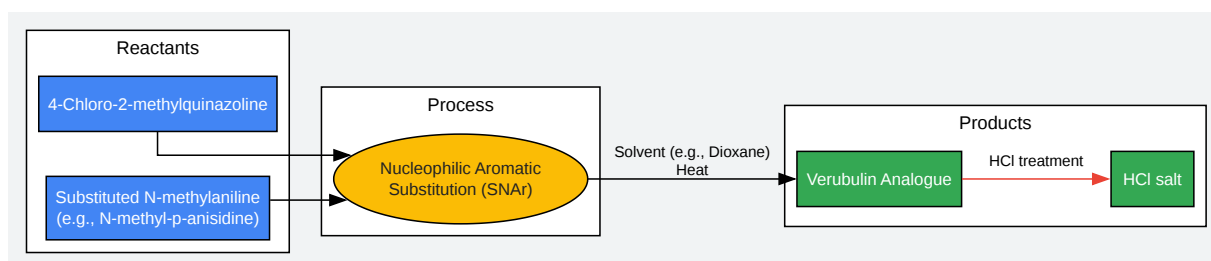 Reactants
4-Chloro-2-methylquinazoline
Substituted N-methylaniline
(e.g., N-methyl-p-anisidine)
Process
Nucleophilic Aromatic
Substitution (SNAr)
Solvent (e.g., Dioxane)
Heat
Products
Verubulin Analogue
HCl treatment
HCl salt